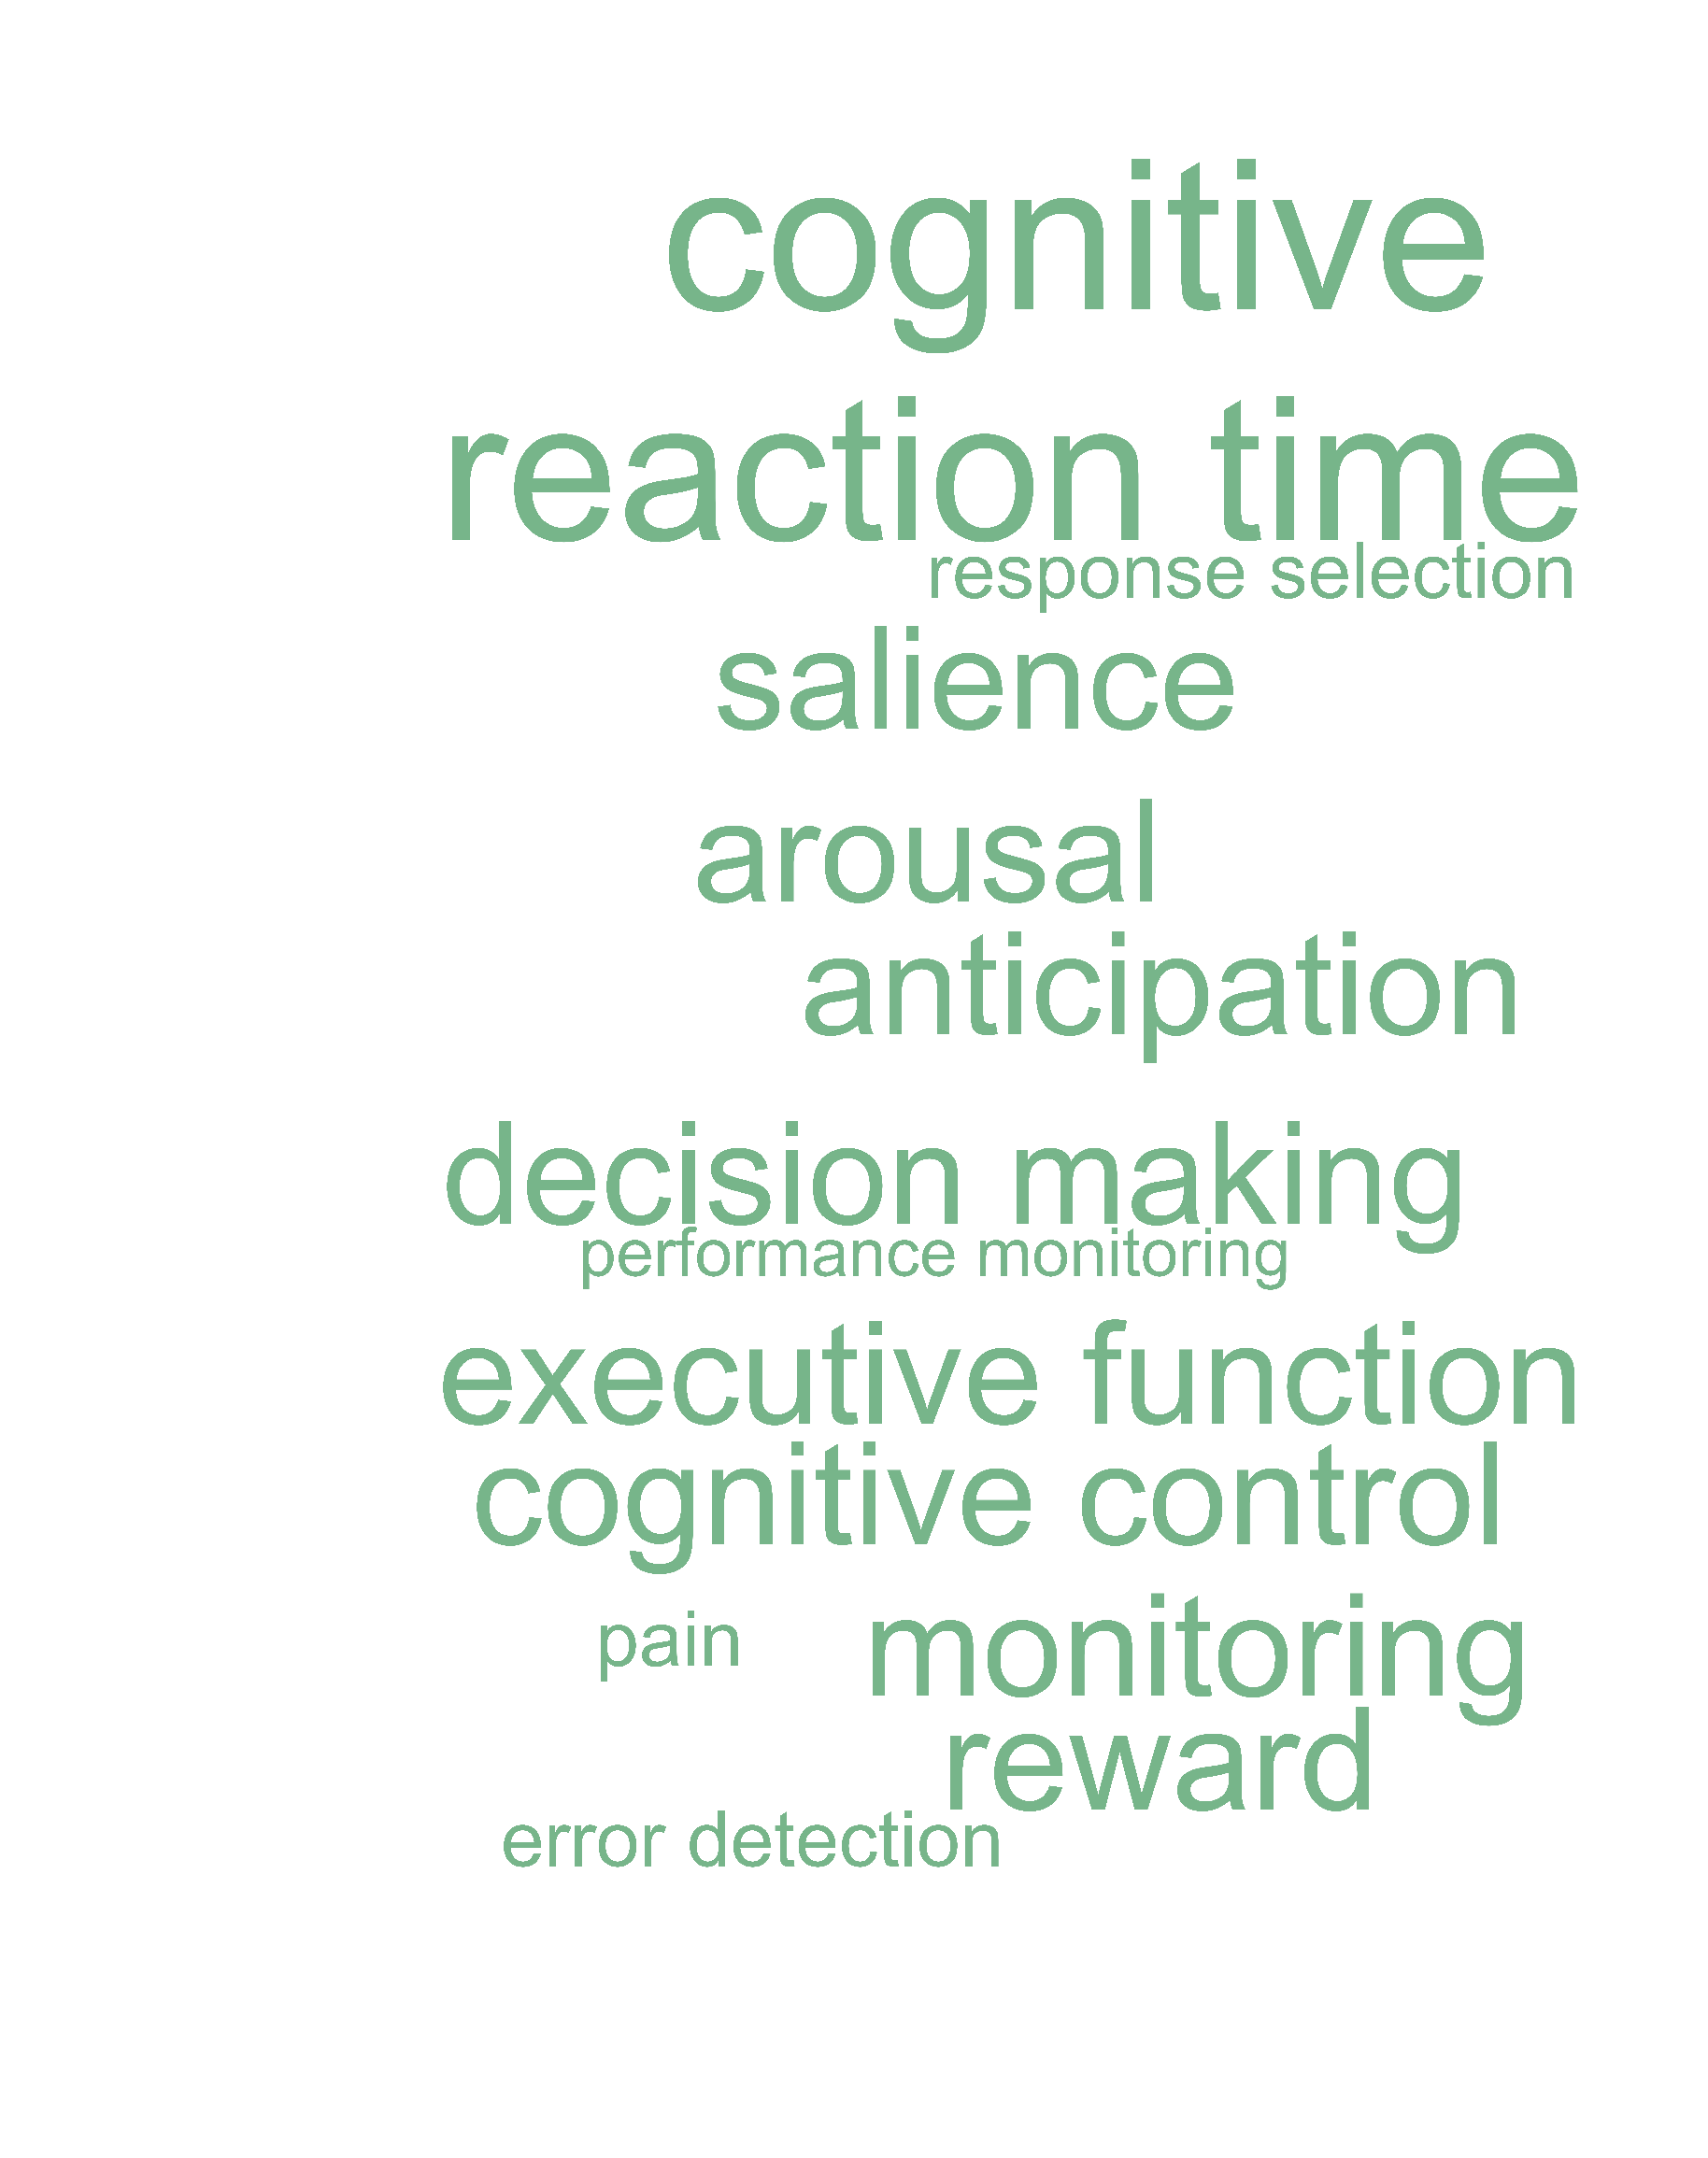 cognitive
reaction time
response selection
salience
arousal
anticipation
decision making
performance monitoring
executive function
cognitive control
pain monitoring
reward
error detection